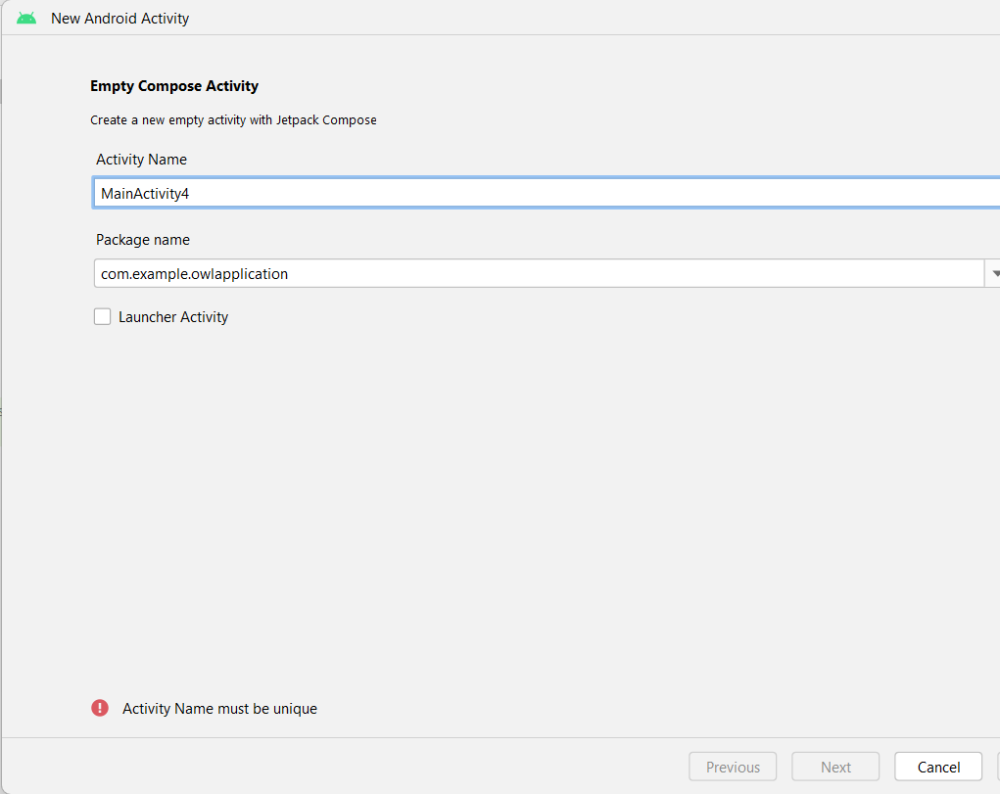 New Android Activity
Empty Compose Activity
Create a new empty activity with Jetpack Compose
Activity Name
MainActivity4
Package name
com.example.owlapplication
Launcher Activity
Activity Name must be unique
Previous Next Cancel